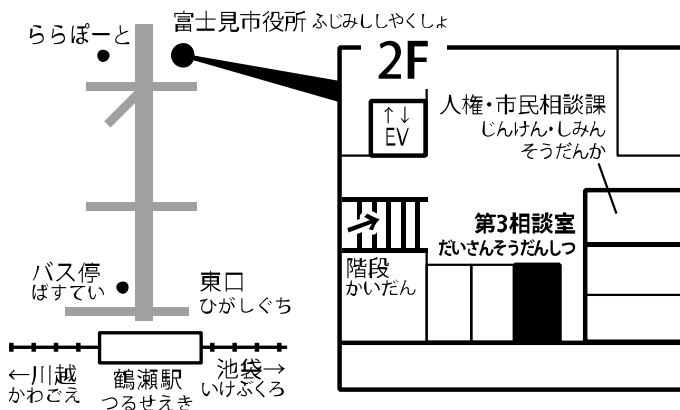 ららぽーと
富士見市役所 ふじみししやくしょ
バス停
ばすてい
東口
ひがしぐち
←川越
かわごえ
鶴瀬駅
つるせえき
池袋→
いけぶくろ
2F
↑↓
EV
人権・市民相談課
じんけん・しみん
そうだんか
第3相談室
だいさんそうだんしつ
階段
かいだん